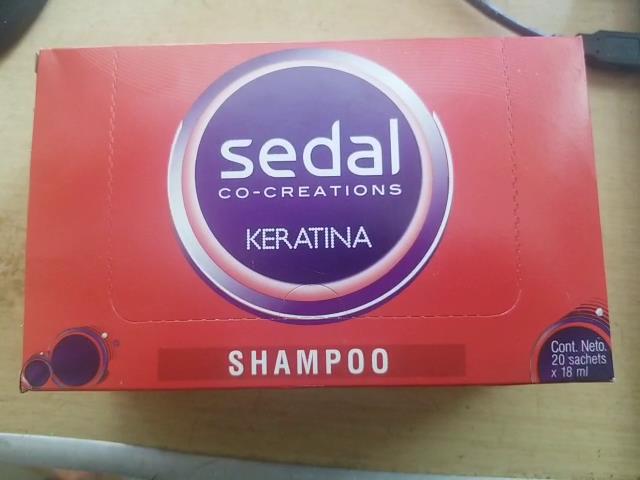 sedal
CO-CREATIONS
KERATINA
SHAMPOO
Cont. Neto.
20 sachets
x 18 ml